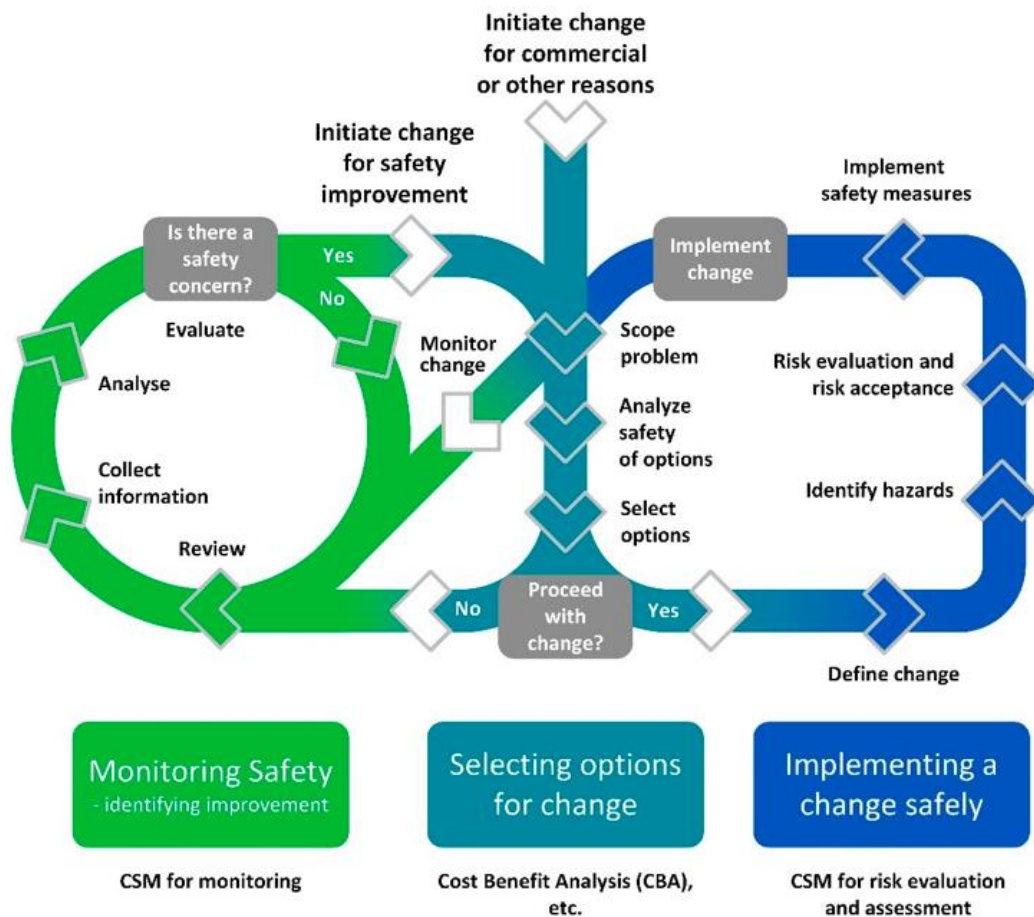 Initiate change
for commercial
or other reasons
Initiate change
for safety
improvement
Implement
safety measures
Is there a
safety
concern?
Yes
No
Implement
change
Evaluate
Monitor
change
Scope
problem
Analyse
Risk evaluation and
risk acceptance
Analyze
safety
of options
Collect
information
Identify hazards
Select
options
Review
No
Proceed
with
change?
Yes
Define change
Monitoring Safety
- identifying improvement
Selecting options
for change
Implementing a
change safely
CSM for monitoring
Cost Benefit Analysis (CBA),
etc.
CSM for risk evaluation
and assessment